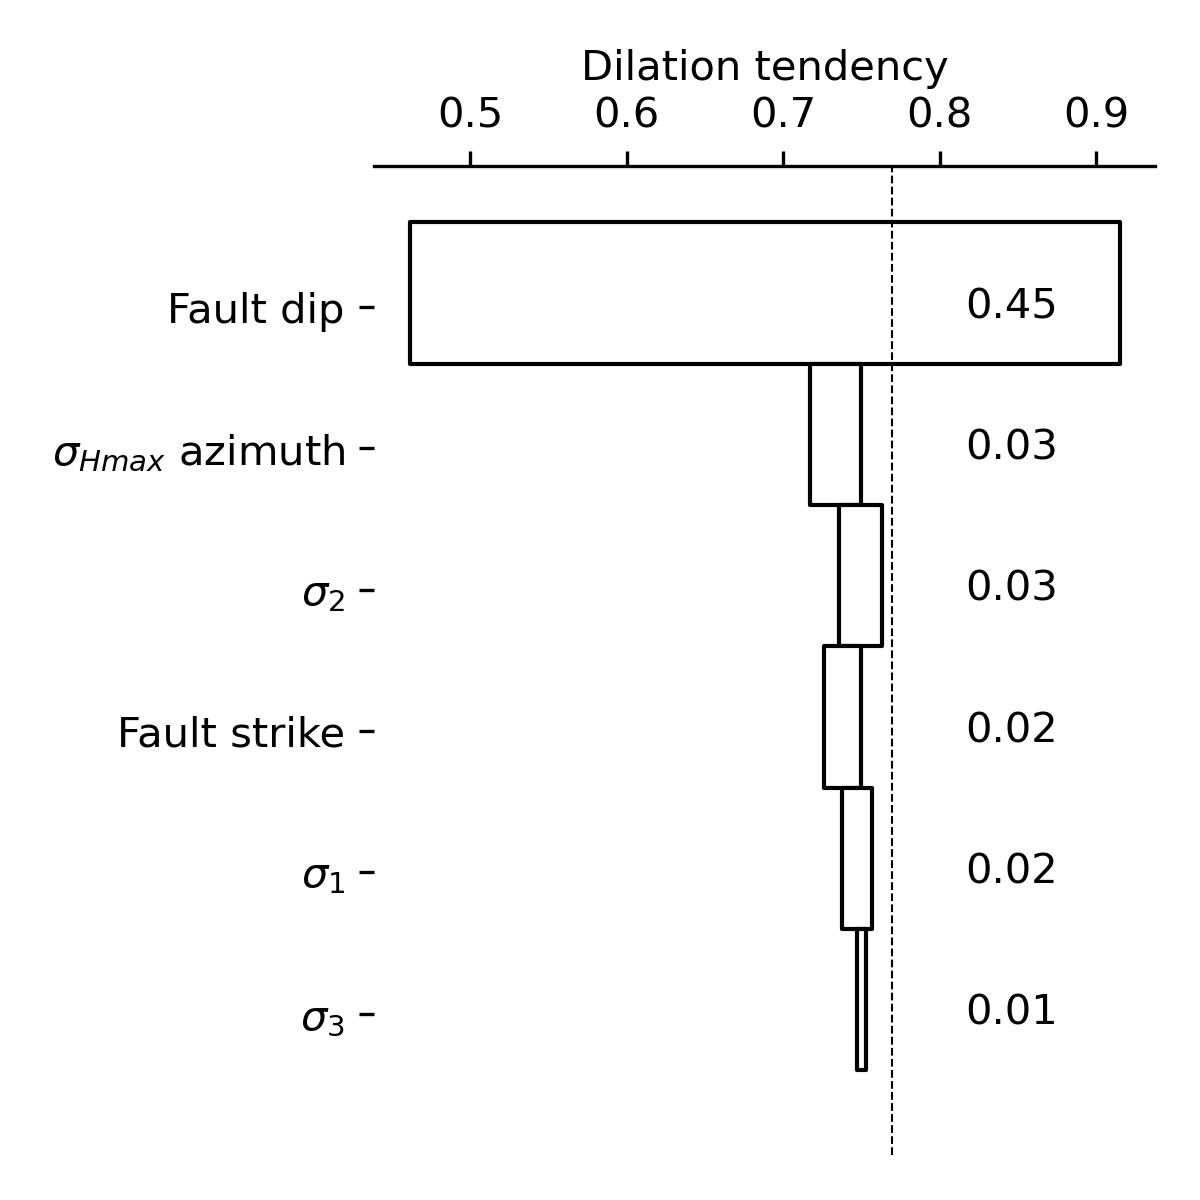 Dilation tendency
0.5 0.6 0.7 0.8 0.9
Fault dip 0.45
σ_Hmax azimuth 0.03
σ₂ 0.03
Fault strike 0.02
σ₁ 0.02
σ₃ 0.01